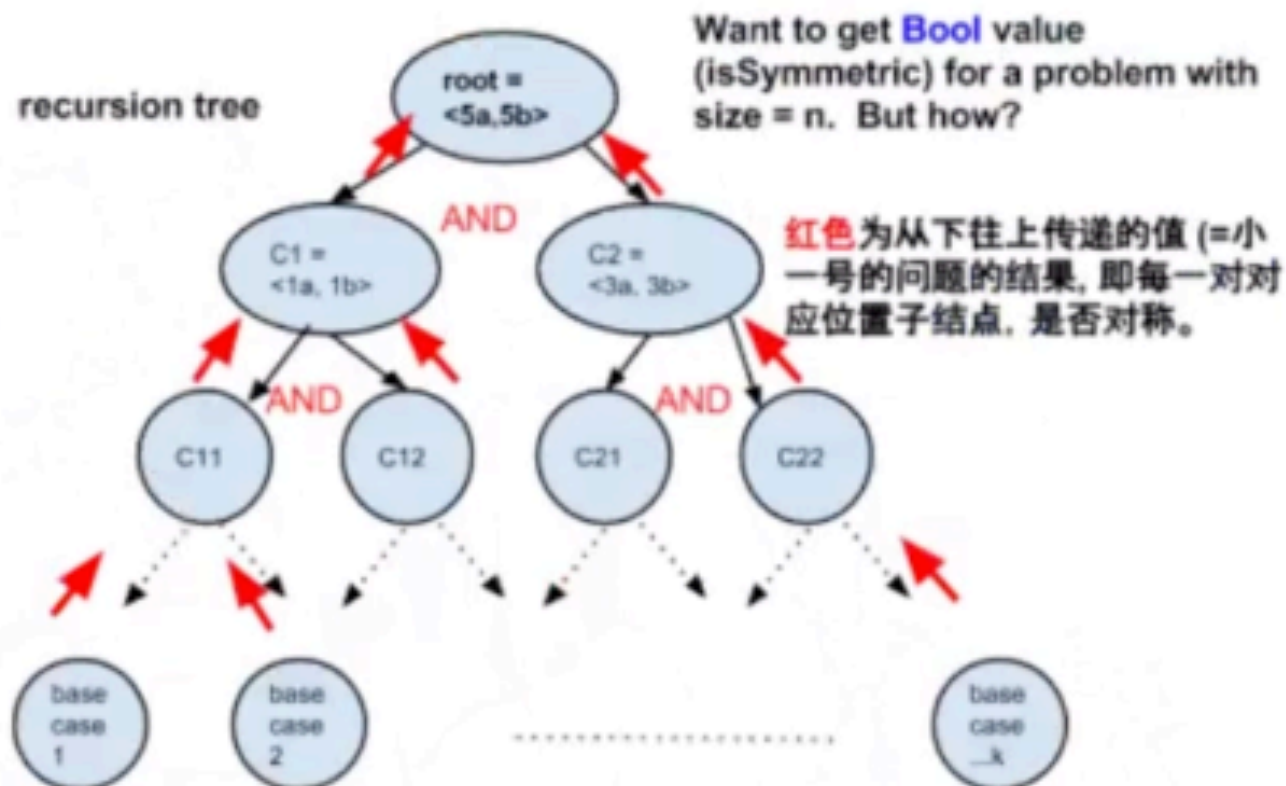 recursion tree
Want to get Bool value
(isSymmetric) for a problem with
size = n. But how?
root =
<5a,5b>
AND
C1 =
<1a, 1b>
C2 =
<3a, 3b>
红色为从下往上传递的值 (=小
一号的问题的结果, 即每一对对
应位置子结点, 是否对称。
AND
AND
C11
C12
C21
C22
base
case
1
base
case
2
base
case
...k